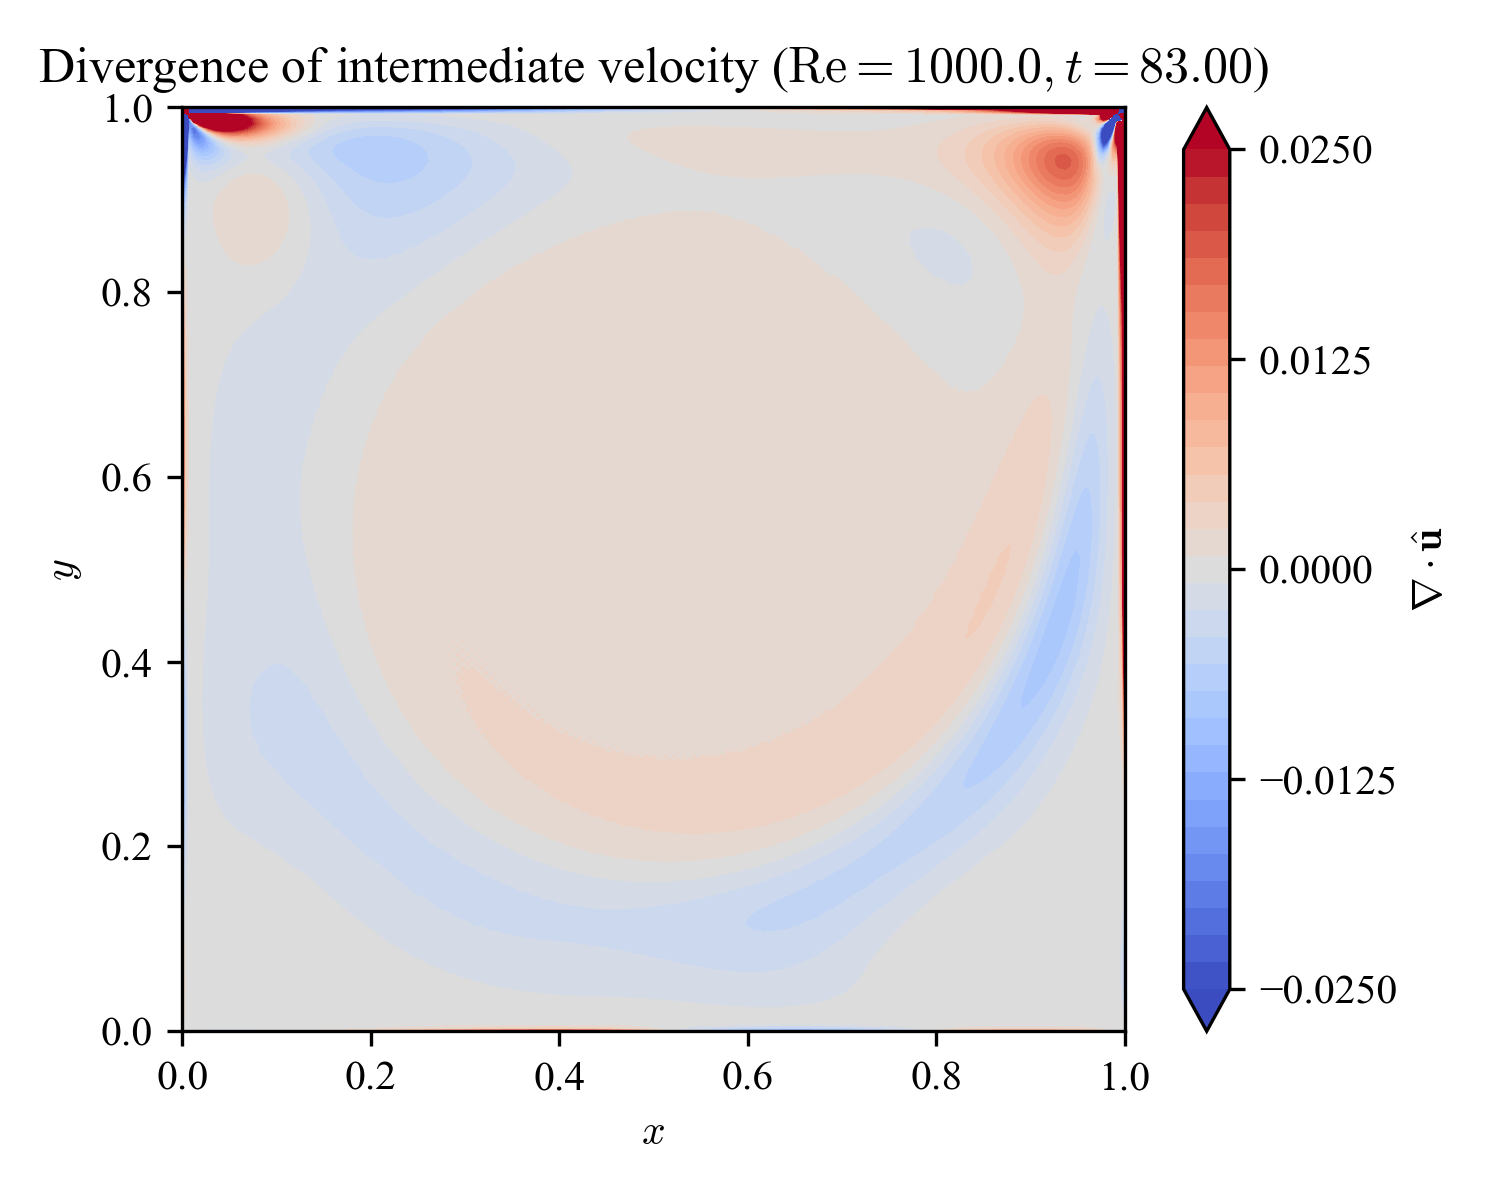 Divergence of intermediate velocity (Re = 1000.0, t = 83.00)
1.0
0.8
0.6
0.4
0.2
0.0
y
0.0 0.2 0.4 0.6 0.8 1.0
x
0.0250
0.0125
0.0000
−0.0125
−0.0250
∇ · û